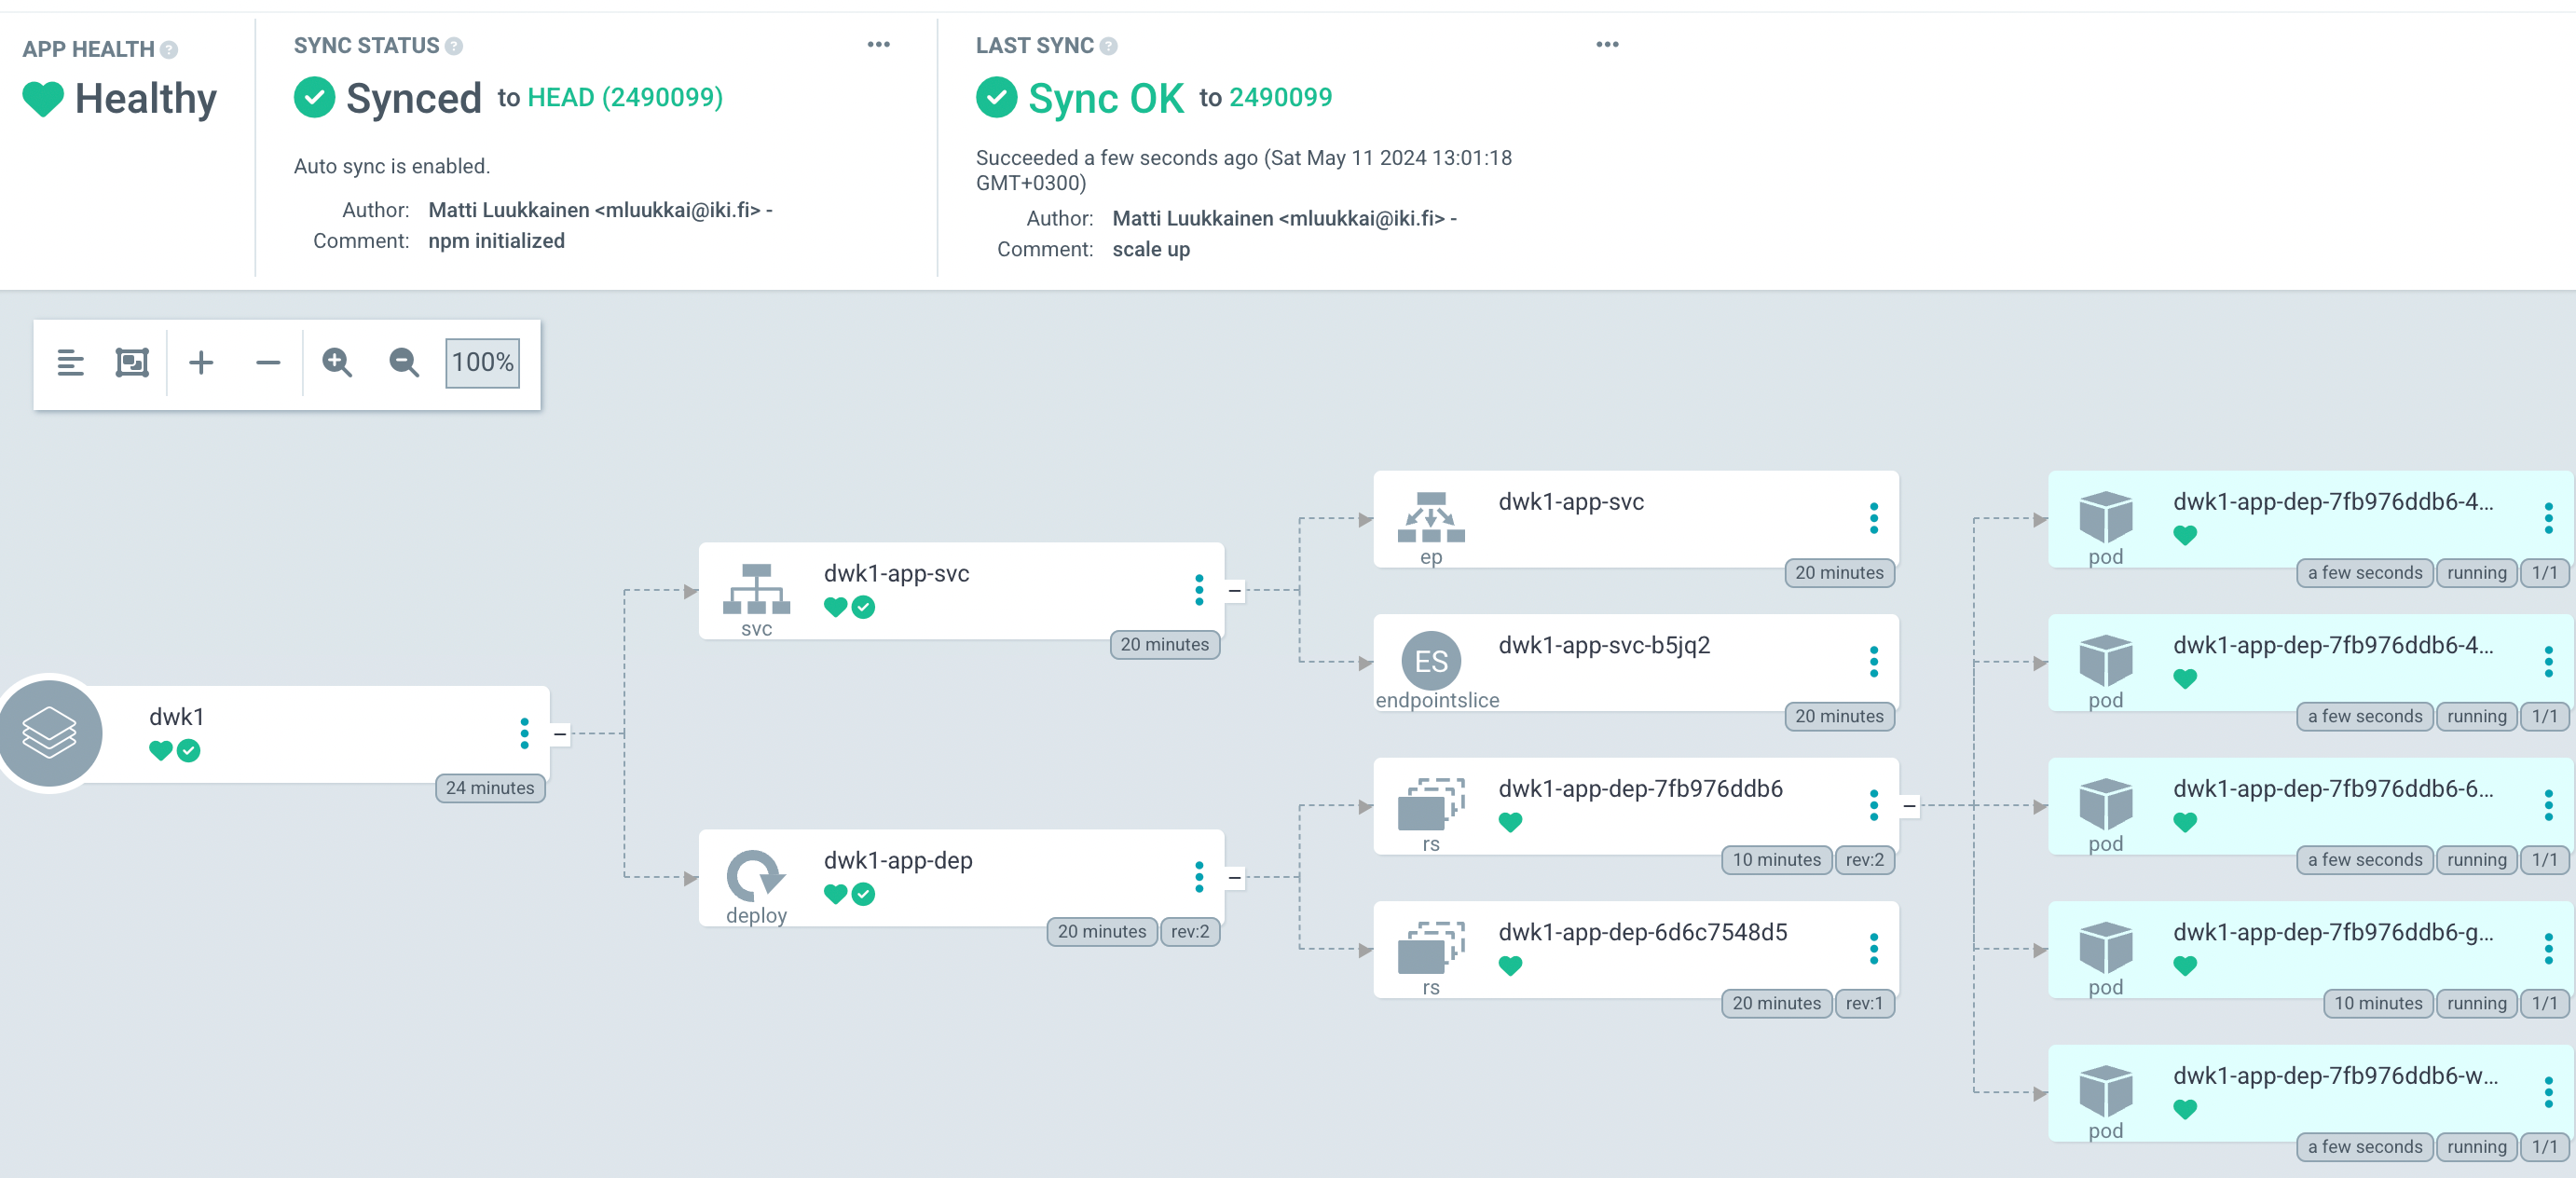 APP HEALTH ?
Healthy
SYNC STATUS ?
Synced to HEAD (2490099)
Auto sync is enabled.
Author: Matti Luukkainen <mluukkai@iki.fi> -
Comment: npm initialized
LAST SYNC ?
Sync OK to 2490099
Succeeded a few seconds ago (Sat May 11 2024 13:01:18
GMT+0300)
Author: Matti Luukkainen <mluukkai@iki.fi> -
Comment: scale up
100%
dwk1
24 minutes
dwk1-app-svc
svc
20 minutes
dwk1-app-dep
deploy
20 minutes rev:2
dwk1-app-svc
ep
20 minutes
ES
dwk1-app-svc-b5jq2
endpointslice
20 minutes
dwk1-app-dep-7fb976ddb6
rs
10 minutes rev:2
dwk1-app-dep-6d6c7548d5
rs
20 minutes rev:1
dwk1-app-dep-7fb976ddb6-4...
pod
a few seconds running 1/1
dwk1-app-dep-7fb976ddb6-4...
pod
a few seconds running 1/1
dwk1-app-dep-7fb976ddb6-6...
pod
a few seconds running 1/1
dwk1-app-dep-7fb976ddb6-g...
pod
10 minutes running 1/1
dwk1-app-dep-7fb976ddb6-w...
pod
a few seconds running 1/1